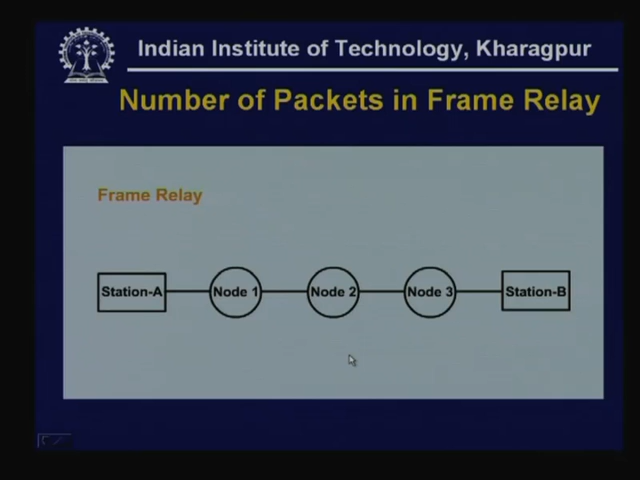 Indian Institute of Technology, Kharagpur
Number of Packets in Frame Relay
Frame Relay
Station-A Node 1 Node 2 Node 3 Station-B